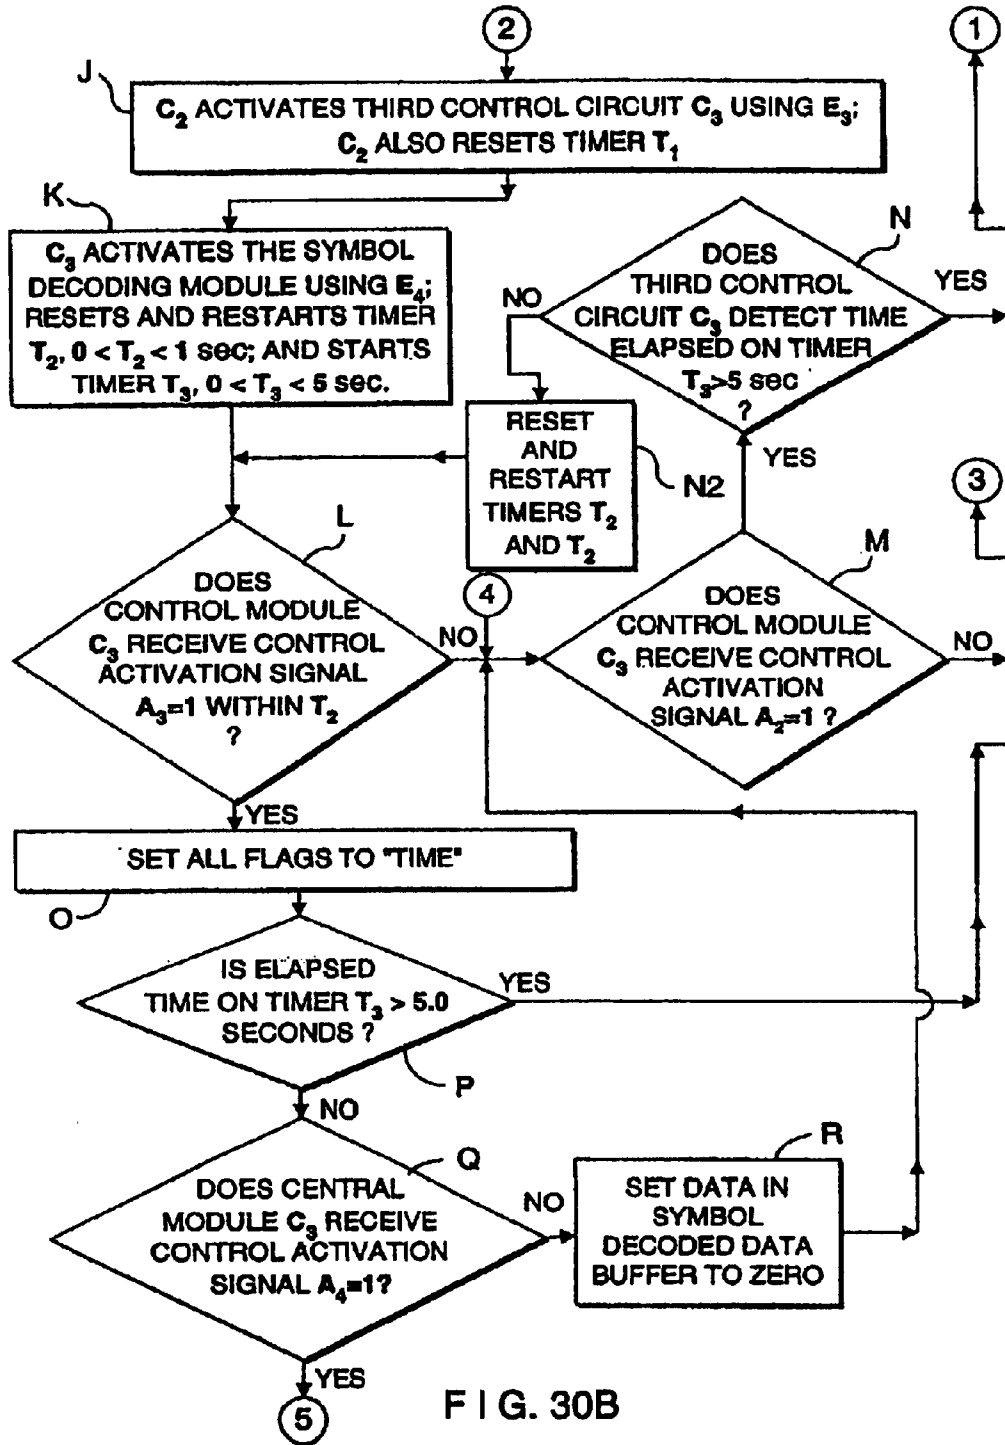 2
1
J
C₂ ACTIVATES THIRD CONTROL CIRCUIT C₃ USING E₃;
C₂ ALSO RESETS TIMER T₁
K
C₃ ACTIVATES THE SYMBOL
DECODING MODULE USING E₄;
RESETS AND RESTARTS TIMER
T₂, 0 < T₂ < 1 sec; AND STARTS
TIMER T₃, 0 < T₃ < 5 sec.
N
DOES
THIRD CONTROL
CIRCUIT C₃ DETECT TIME
ELAPSED ON TIMER
T₃>5 sec
?
NO
YES
YES
RESET
AND
RESTART
TIMERS T₂
AND T₂
N2
3
L
DOES
CONTROL MODULE
C₃ RECEIVE CONTROL
ACTIVATION SIGNAL
A₃=1 WITHIN T₂
?
NO
4
M
DOES
CONTROL MODULE
C₃ RECEIVE CONTROL
ACTIVATION
SIGNAL A₂=1 ?
NO
YES
SET ALL FLAGS TO "TIME"
O
IS ELAPSED
TIME ON TIMER T₃ > 5.0
SECONDS ?
YES
P
NO
Q
DOES CENTRAL
MODULE C₃ RECEIVE
CONTROL ACTIVATION
SIGNAL A₄=1?
NO
R
SET DATA IN
SYMBOL
DECODED DATA
BUFFER TO ZERO
YES
5
FIG. 30B